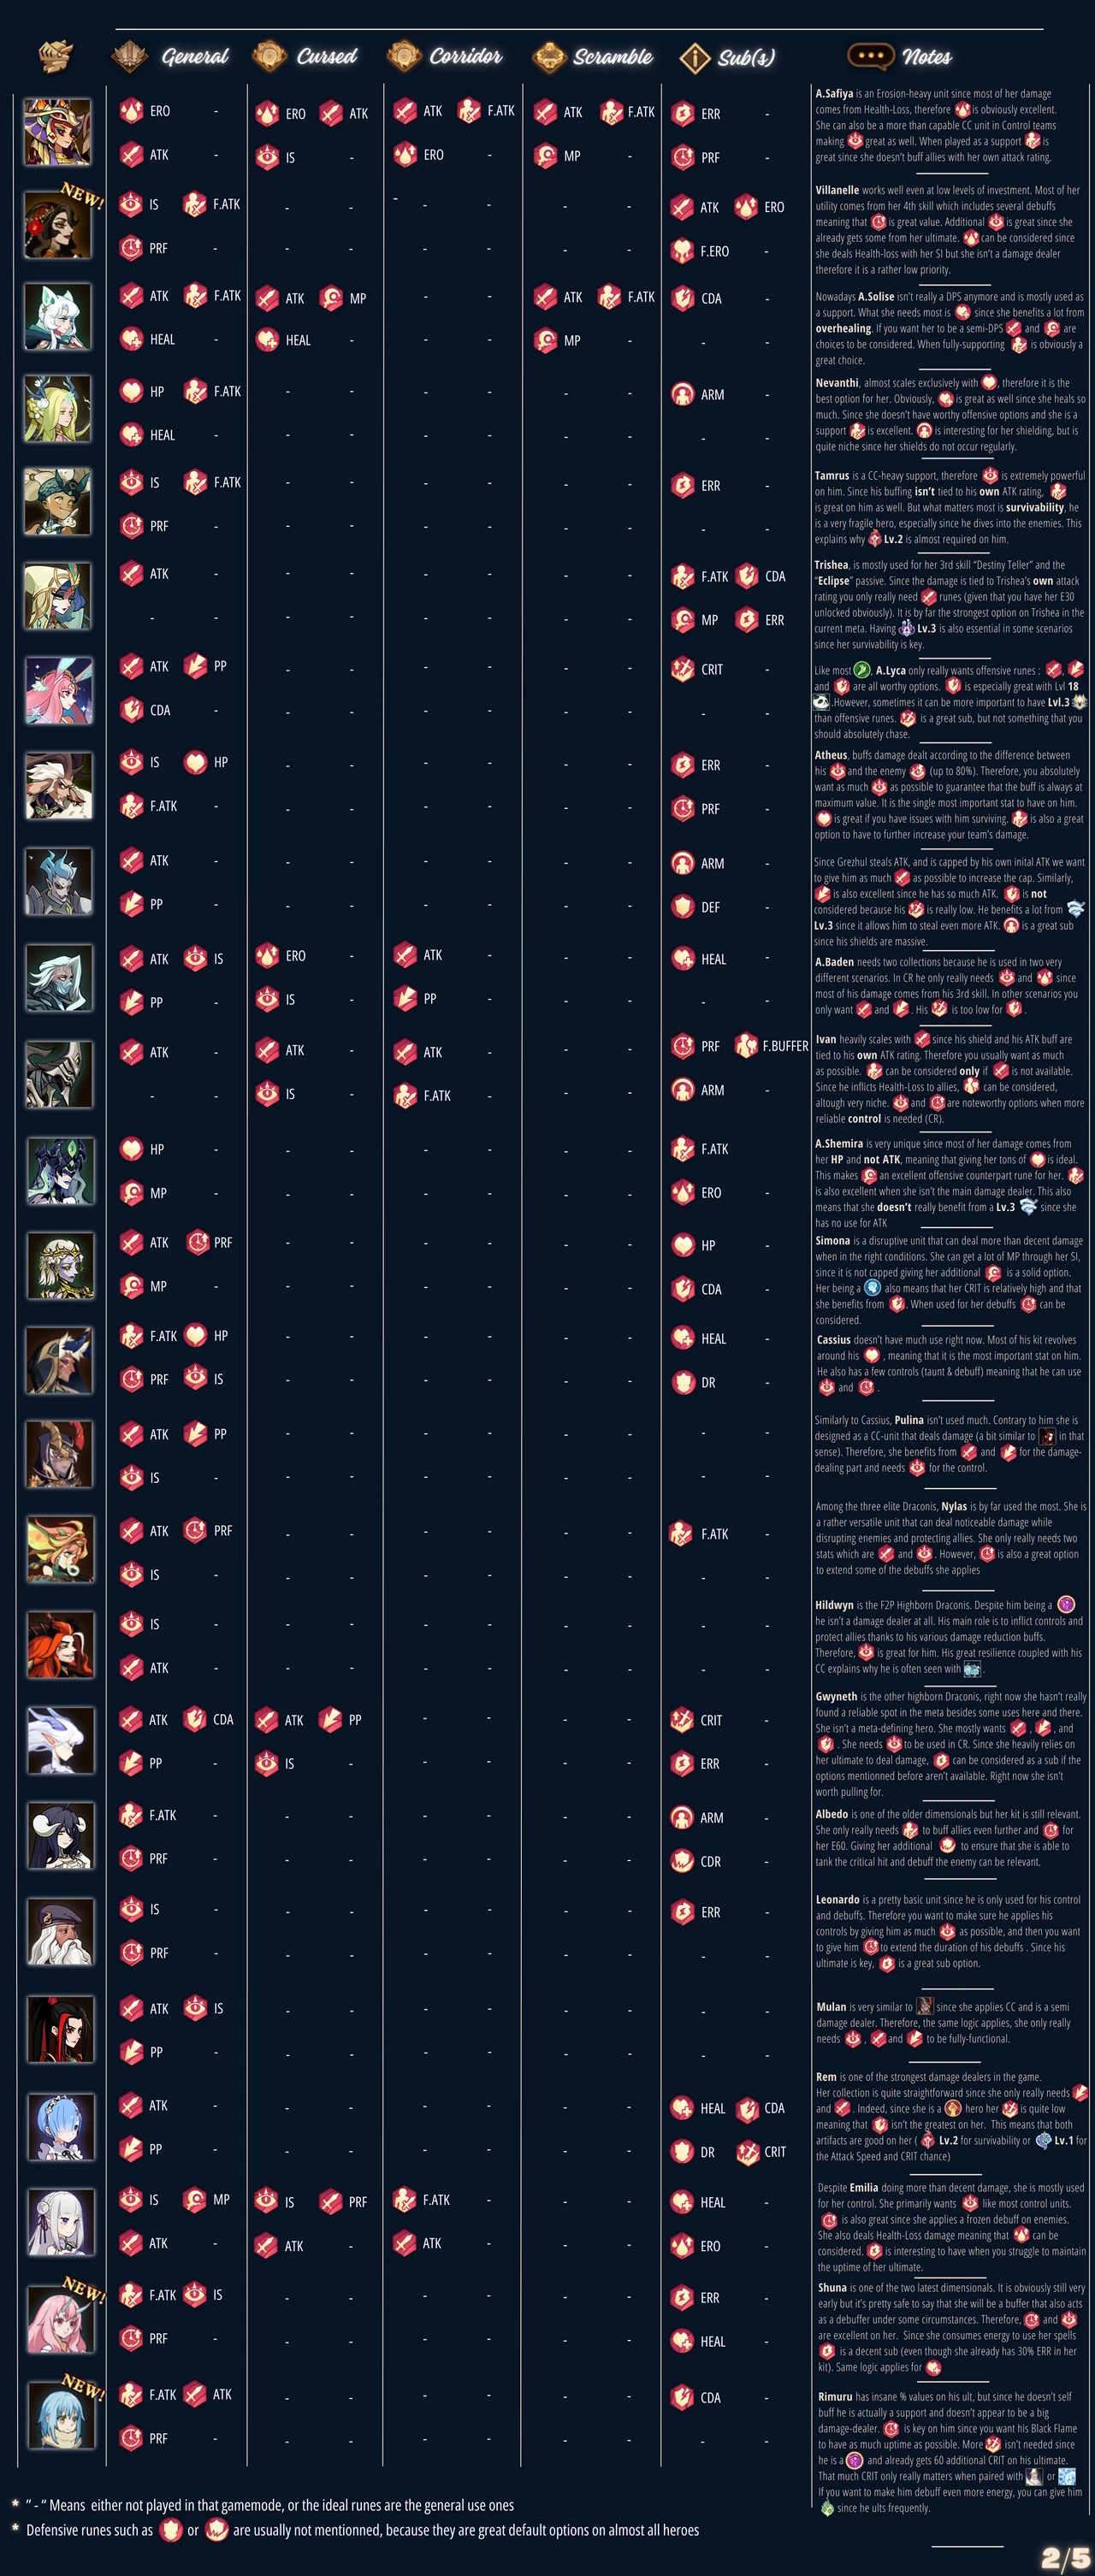 General Cursed Corridor Scramble Sub(s) Notes
ERO - ERO ATK ATK F.ATK ATK F.ATK ERR -
ATK - IS - ERO - MP - PRF -
A.Safiya is an Erosion-heavy unit since most of her damage
comes from Health-Loss, therefore is obviously excellent.
She can also be a more than capable CC unit in Control teams
making great as well. When played as a support is
great since she doesn't buff allies with her own attack rating.
NEW!
IS F.ATK - - - - - - ATK ERO
PRF - - - - - - - F.ERO
Villanelle works well even at low levels of investment. Most of her
utility comes from her 4th skill which includes several debuffs
meaning that is great value. Additional is great since she
already gets some from her ultimate. can be considered since
she deals Health-loss with her SI but she isn't a damage dealer
therefore it is a rather low priority.
ATK F.ATK ATK MP - - ATK F.ATK CDA -
HEAL - HEAL - - - MP - - -
Nowadays A.Solise isn't really a DPS anymore and is mostly used as
a support. What she needs most is since she benefits a lot from
overhealing. If you want her to be a semi-DPS and are
choices to be considered. When fully-supporting is obviously a
great choice.
HP F.ATK - - - - - - ARM -
HEAL - - - - - - - - -
Nevanthi, almost scales exclusively with , therefore it is the
best option for her. Obviously, is great as well since she heals so
much. Since she doesn't have worthy offensive options and she is a
support is excellent. is interesting for her shielding, but is
quite niche since her shields do not occur regularly.
IS F.ATK - - - - - - ERR -
PRF - - - - - - - - -
Tamrus is a CC-heavy support, therefore is extremely powerful
on him. Since his buffing isn't tied to his own ATK rating,
is great on him as well. But what matters most is survivability, he
is a very fragile hero, especially since he dives into the enemies. This
explains why Lv.2 is almost required on him.
ATK - - - - - - - F.ATK CDA
- - - - - - - - MP ERR
Trishea, is mostly used for her 3rd skill "Destiny Teller" and the
"Eclipse" passive. Since the damage is tied to Trishea's own attack
rating you only really need runes (given that you have her E30
unlocked obviously). It is by far the strongest option on Trishea in the
current meta. Having Lv.3 is also essential in some scenarios
since her survivability is key.
ATK PP - - - - - - CRIT -
CDA - - - - - - - - -
Like most , A.Lyca only really wants offensive runes : ,
and are all worthy options. is especially great with Lvl 18
.However, sometimes it can be more important to have Lvl.3
than offensive runes. is a great sub, but not something that you
should absolutely chase.
IS HP - - - - - - ERR -
F.ATK - - - - - - - PRF -
Atheus, buffs damage dealt according to the difference between
his and the enemy (up to 80%). Therefore, you absolutely
want as much as possible to guarantee that the buff is always at
maximum value. It is the single most important stat to have on him.
is great if you have issues with him surviving. is also a great
option to have to further increase your team's damage.
ATK - - - - - - - ARM -
PP - - - - - - - DEF -
Since Grezhul steals ATK, and is capped by his own inital ATK we want
to give him as much as possible to increase the cap. Similarly,
is also excellent since he has so much ATK. is not
considered because his is really low. He benefits a lot from
Lv.3 since it allows him to steal even more ATK. is a great sub
since his shields are massive.
ATK IS ERO - ATK - - - HEAL -
PP - IS - PP - - - - -
A.Baden needs two collections because he is used in two very
different scenarios. In CR he only really needs and since
most of his damage comes from his 3rd skill. In other scenarios you
only want and . His is too low for .
ATK - ATK - ATK - - - PRF F.BUFFER
- - IS - F.ATK - - - ARM -
Ivan heavily scales with since his shield and his ATK buff are
tied to his own ATK rating. Therefore you usually want as much
as possible. can be considered only if is not available.
Since he inflicts Health-Loss to allies, can be considered,
altough very niche. and are noteworthy options when more
reliable control is needed (CR).
HP - - - - - - - F.ATK -
MP - - - - - - - ERO -
A.Shemira is very unique since most of her damage comes from
her HP and not ATK, meaning that giving her tons of is ideal.
This makes an excellent offensive counterpart rune for her.
is also excellent when she isn't the main damage dealer. This also
means that she doesn't really benefit from a Lv.3 since she
has no use for ATK
ATK PRF - - - - - - HP -
MP - - - - - - - CDA -
Simona is a disruptive unit that can deal more than decent damage
when in the right conditions. She can get a lot of MP through her SI,
since it is not capped giving her additional is a solid option.
Her being a also means that her CRIT is relatively high and that
she benefits from . When used for her debuffs can be
considered.
F.ATK HP - - - - - - HEAL -
PRF IS - - - - - - DR -
Cassius doesn't have much use right now. Most of his kit revolves
around his , meaning that it is the most important stat on him.
He also has a few controls (taunt & debuff) meaning that he can use
and .
ATK PP - - - - - - - -
IS - - - - - - - - -
Similarly to Cassius, Pulina isn't used much. Contrary to him she is
designed as a CC-unit that deals damage (a bit similar to in that
sense). Therefore, she benefits from and for the damage-
dealing part and needs for the control.
ATK PRF - - - - - - F.ATK -
IS - - - - - - - - -
Among the three elite Draconis, Nylas is by far used the most. She is
a rather versatile unit that can deal noticeable damage while
disrupting enemies and protecting allies. She only really needs two
stats which are and . However, is also a great option
to extend some of the debuffs she applies
IS - - - - - - - - -
ATK - - - - - - - - -
Hildwyn is the F2P Highborn Draconis. Despite him being a
he isn't a damage dealer at all. His main role is to inflict controls and
protect allies thanks to his various damage reduction buffs.
Therefore, is great for him. His great resilience coupled with his
CC explains why he is often seen with .
ATK CDA ATK PP - - - - CRIT -
PP - IS - - - - - ERR -
Gwyneth is the other highborn Draconis, right now she hasn't really
found a reliable spot in the meta besides some uses here and there.
She isn't a meta-defining hero. She mostly wants , , and
. She needs to be used in CR. Since she heavily relies on
her ultimate to deal damage, can be considered as a sub if the
options mentionned before aren't available. Right now she isn't
worth pulling for.
F.ATK - - - - - - - ARM -
PRF - - - - - - - CDR -
Albedo is one of the older dimensionals but her kit is still relevant.
She only really needs to buff allies even further and for
her E60. Giving her additional to ensure that she is able to
tank the critical hit and debuff the enemy can be relevant.
IS - - - - - - - ERR -
PRF - - - - - - - - -
Leonardo is a pretty basic unit since he is only used for his control
and debuffs. Therefore you want to make sure he applies his
controls by giving him as much as possible, and then you want
to give him to extend the duration of his debuffs . Since his
ultimate is key, is a great sub option.
ATK IS - - - - - - - -
PP - - - - - - - - -
Mulan is very similar to since she applies CC and is a semi
damage dealer. Therefore, the same logic applies, she only really
needs , and to be fully-functional.
ATK - - - - - - - HEAL CDA
PP - - - - - - - DR CRIT
Rem is one of the strongest damage dealers in the game.
Her collection is quite straightforward since she only really needs
and . Indeed, since she is a hero her is quite low
meaning that isn't the greatest on her. This means that both
artifacts are good on her ( Lv.2 for survivability or Lv.1 for
the Attack Speed and CRIT chance)
IS MP IS PRF F.ATK - - - HEAL -
ATK - ATK - ATK - - - ERO -
Despite Emilia doing more than decent damage, she is mostly used
for her control. She primarily wants like most control units.
is also great since she applies a frozen debuff on enemies.
She also deals Health-Loss damage meaning that can be
considered. is interesting to have when you struggle to maintain
the uptime of her ultimate.
NEW!
F.ATK IS - - - - - - ERR -
PRF - - - - - - - HEAL -
Shuna is one of the two latest dimensionals. It is obviously still very
early but it's pretty safe to say that she will be a buffer that also acts
as a debuffer under some circumstances. Therefore, and
are excellent on her. Since she consumes energy to use her spells
is a decent sub (even though she already has 30% ERR in her
kit). Same logic applies for
NEW!
F.ATK ATK - - - - - - CDA -
PRF - - - - - - - - -
Rimuru has insane % values on his ult, but since he doesn't self
buff he is actually a support and doesn't appear to be a big
damage-dealer. is key on him since you want his Black Flame
to have as much uptime as possible. More isn't needed since
he is a and already gets 60 additional CRIT on his ultimate.
That much CRIT only really matters when paired with or
If you want to make him debuff even more energy, you can give him
since he ults frequently.
* " - " Means either not played in that gamemode, or the ideal runes are the general use ones
* Defensive runes such as or are usually not mentionned, because they are great default options on almost all heroes
2/5